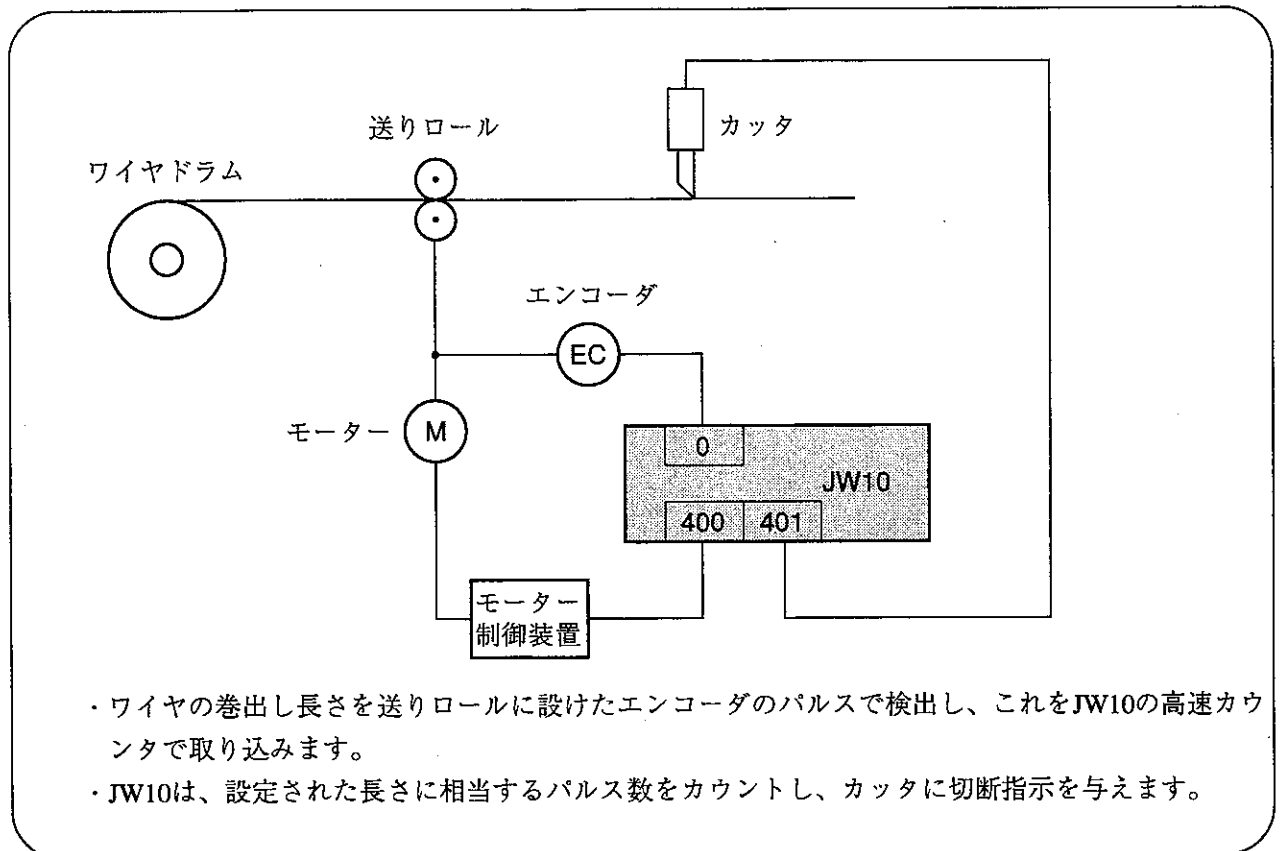 カッタ
送りロール
ワイヤドラム
エンコーダ
EC
モーター
M
0
JW10
400
401
モーター
制御装置
・ワイヤの巻出し長さを送りロールに設けたエンコーダのパルスで検出し、これをJW10の高速カウ
ンタで取り込みます。
・JW10は、設定された長さに相当するパルス数をカウントし、カッタに切断指示を与えます。